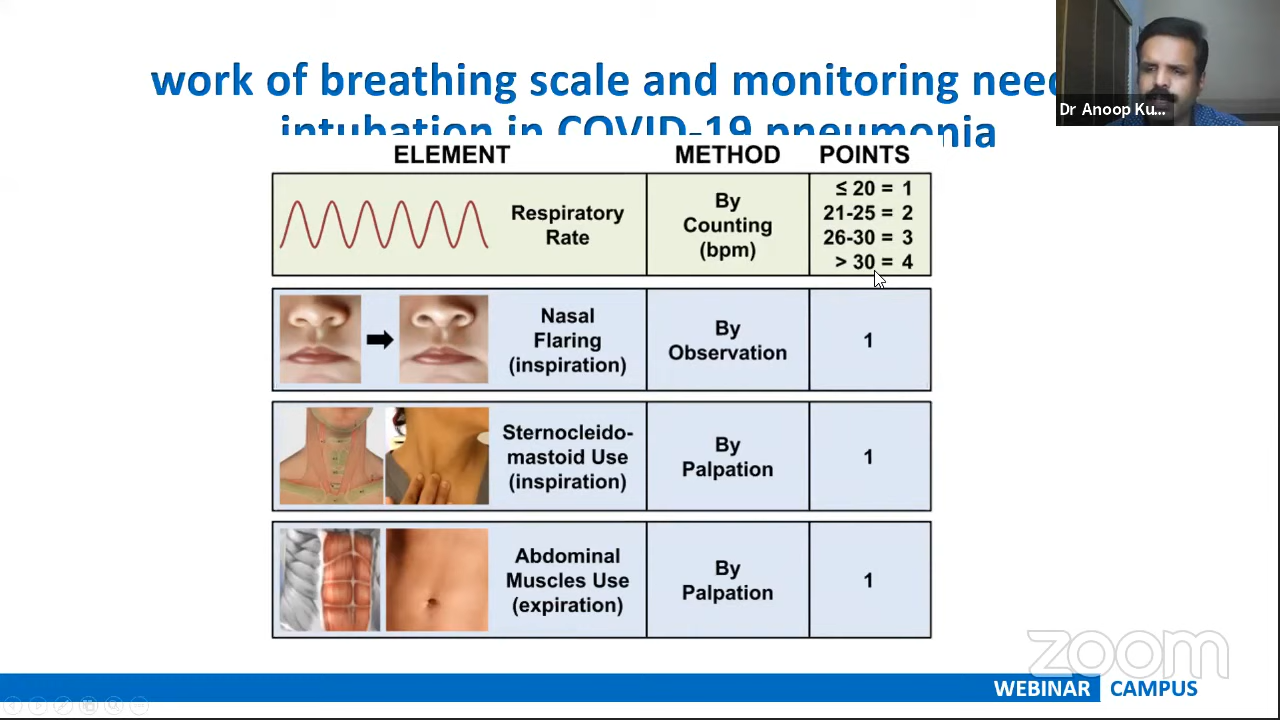 work of breathing scale and monitoring need
intubation in COVID-19 pneumonia
Dr Anoop Ku...
ELEMENT METHOD POINTS
Respiratory
Rate
By
Counting
(bpm)
≤ 20 = 1
21-25 = 2
26-30 = 3
> 30 = 4
Nasal
Flaring
(inspiration)
By
Observation
1
Sternocleido-
mastoid Use
(inspiration)
By
Palpation
1
Abdominal
Muscles Use
(expiration)
By
Palpation
1
zoom
WEBINAR CAMPUS